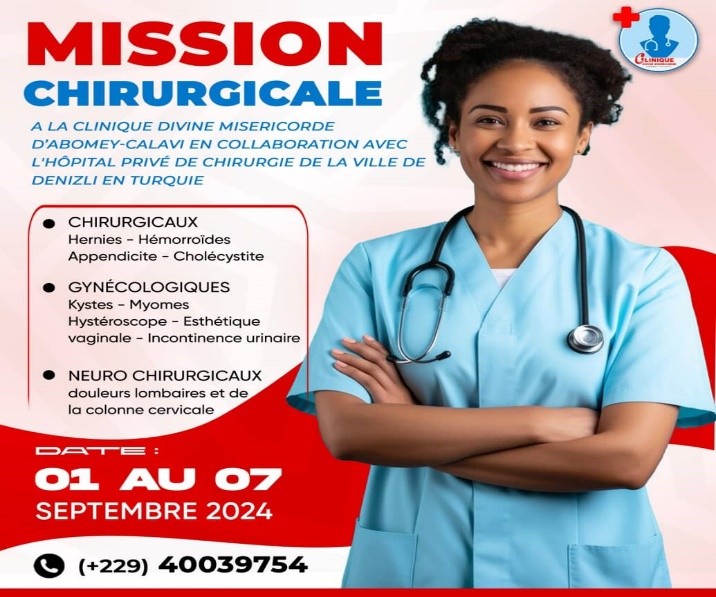 MISSION
CHIRURGICALE
A LA CLINIQUE DIVINE MISERICORDE
D'ABOMEY-CALAVI EN COLLABORATION AVEC
L'HÔPITAL PRIVÉ DE CHIRURGIE DE LA VILLE DE
DENIZLI EN TURQUIE
CLINIQUE
• CHIRURGICAUX
Hernies - Hémorroïdes
Appendicite - Cholécystite
• GYNÉCOLOGIQUES
Kystes - Myomes
Hystéroscope - Esthétique
vaginale - Incontinence urinaire
• NEURO CHIRURGICAUX
douleurs lombaires et de
la colonne cervicale
DATE :
01 AU 07
SEPTEMBRE 2024
(+229) 40039754